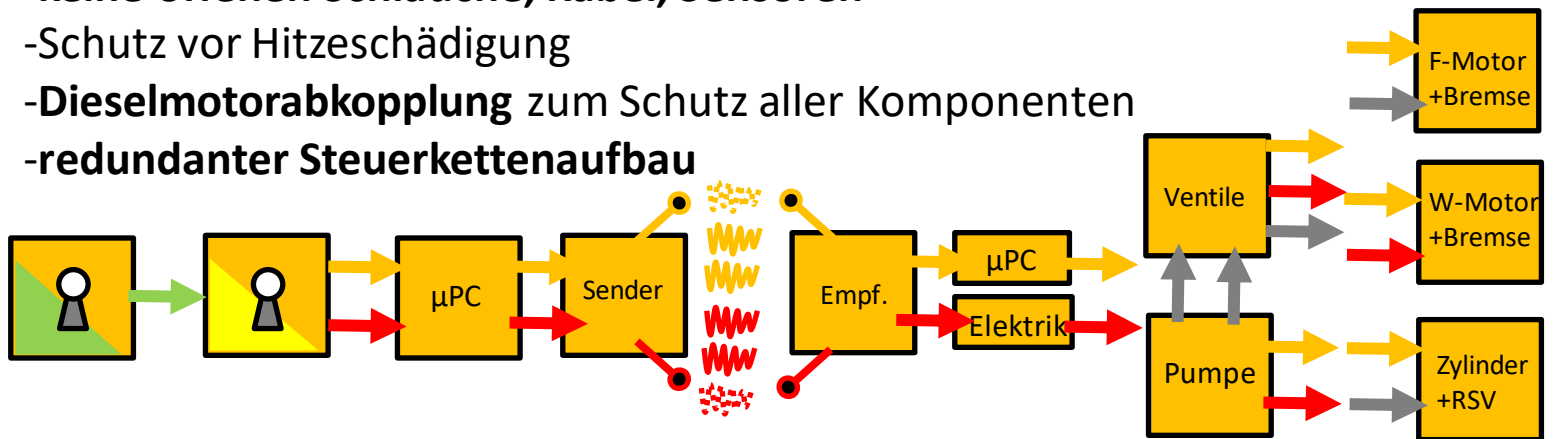 -Schutz vor Hitzeschädigung
-Dieselmotorabkopplung zum Schutz aller Komponenten
-redundanter Steuerkettenaufbau
F-Motor
+Bremse
Ventile
W-Motor
+Bremse
µPC
Sender
Empf.
µPC
Elektrik
Pumpe
Zylinder
+RSV